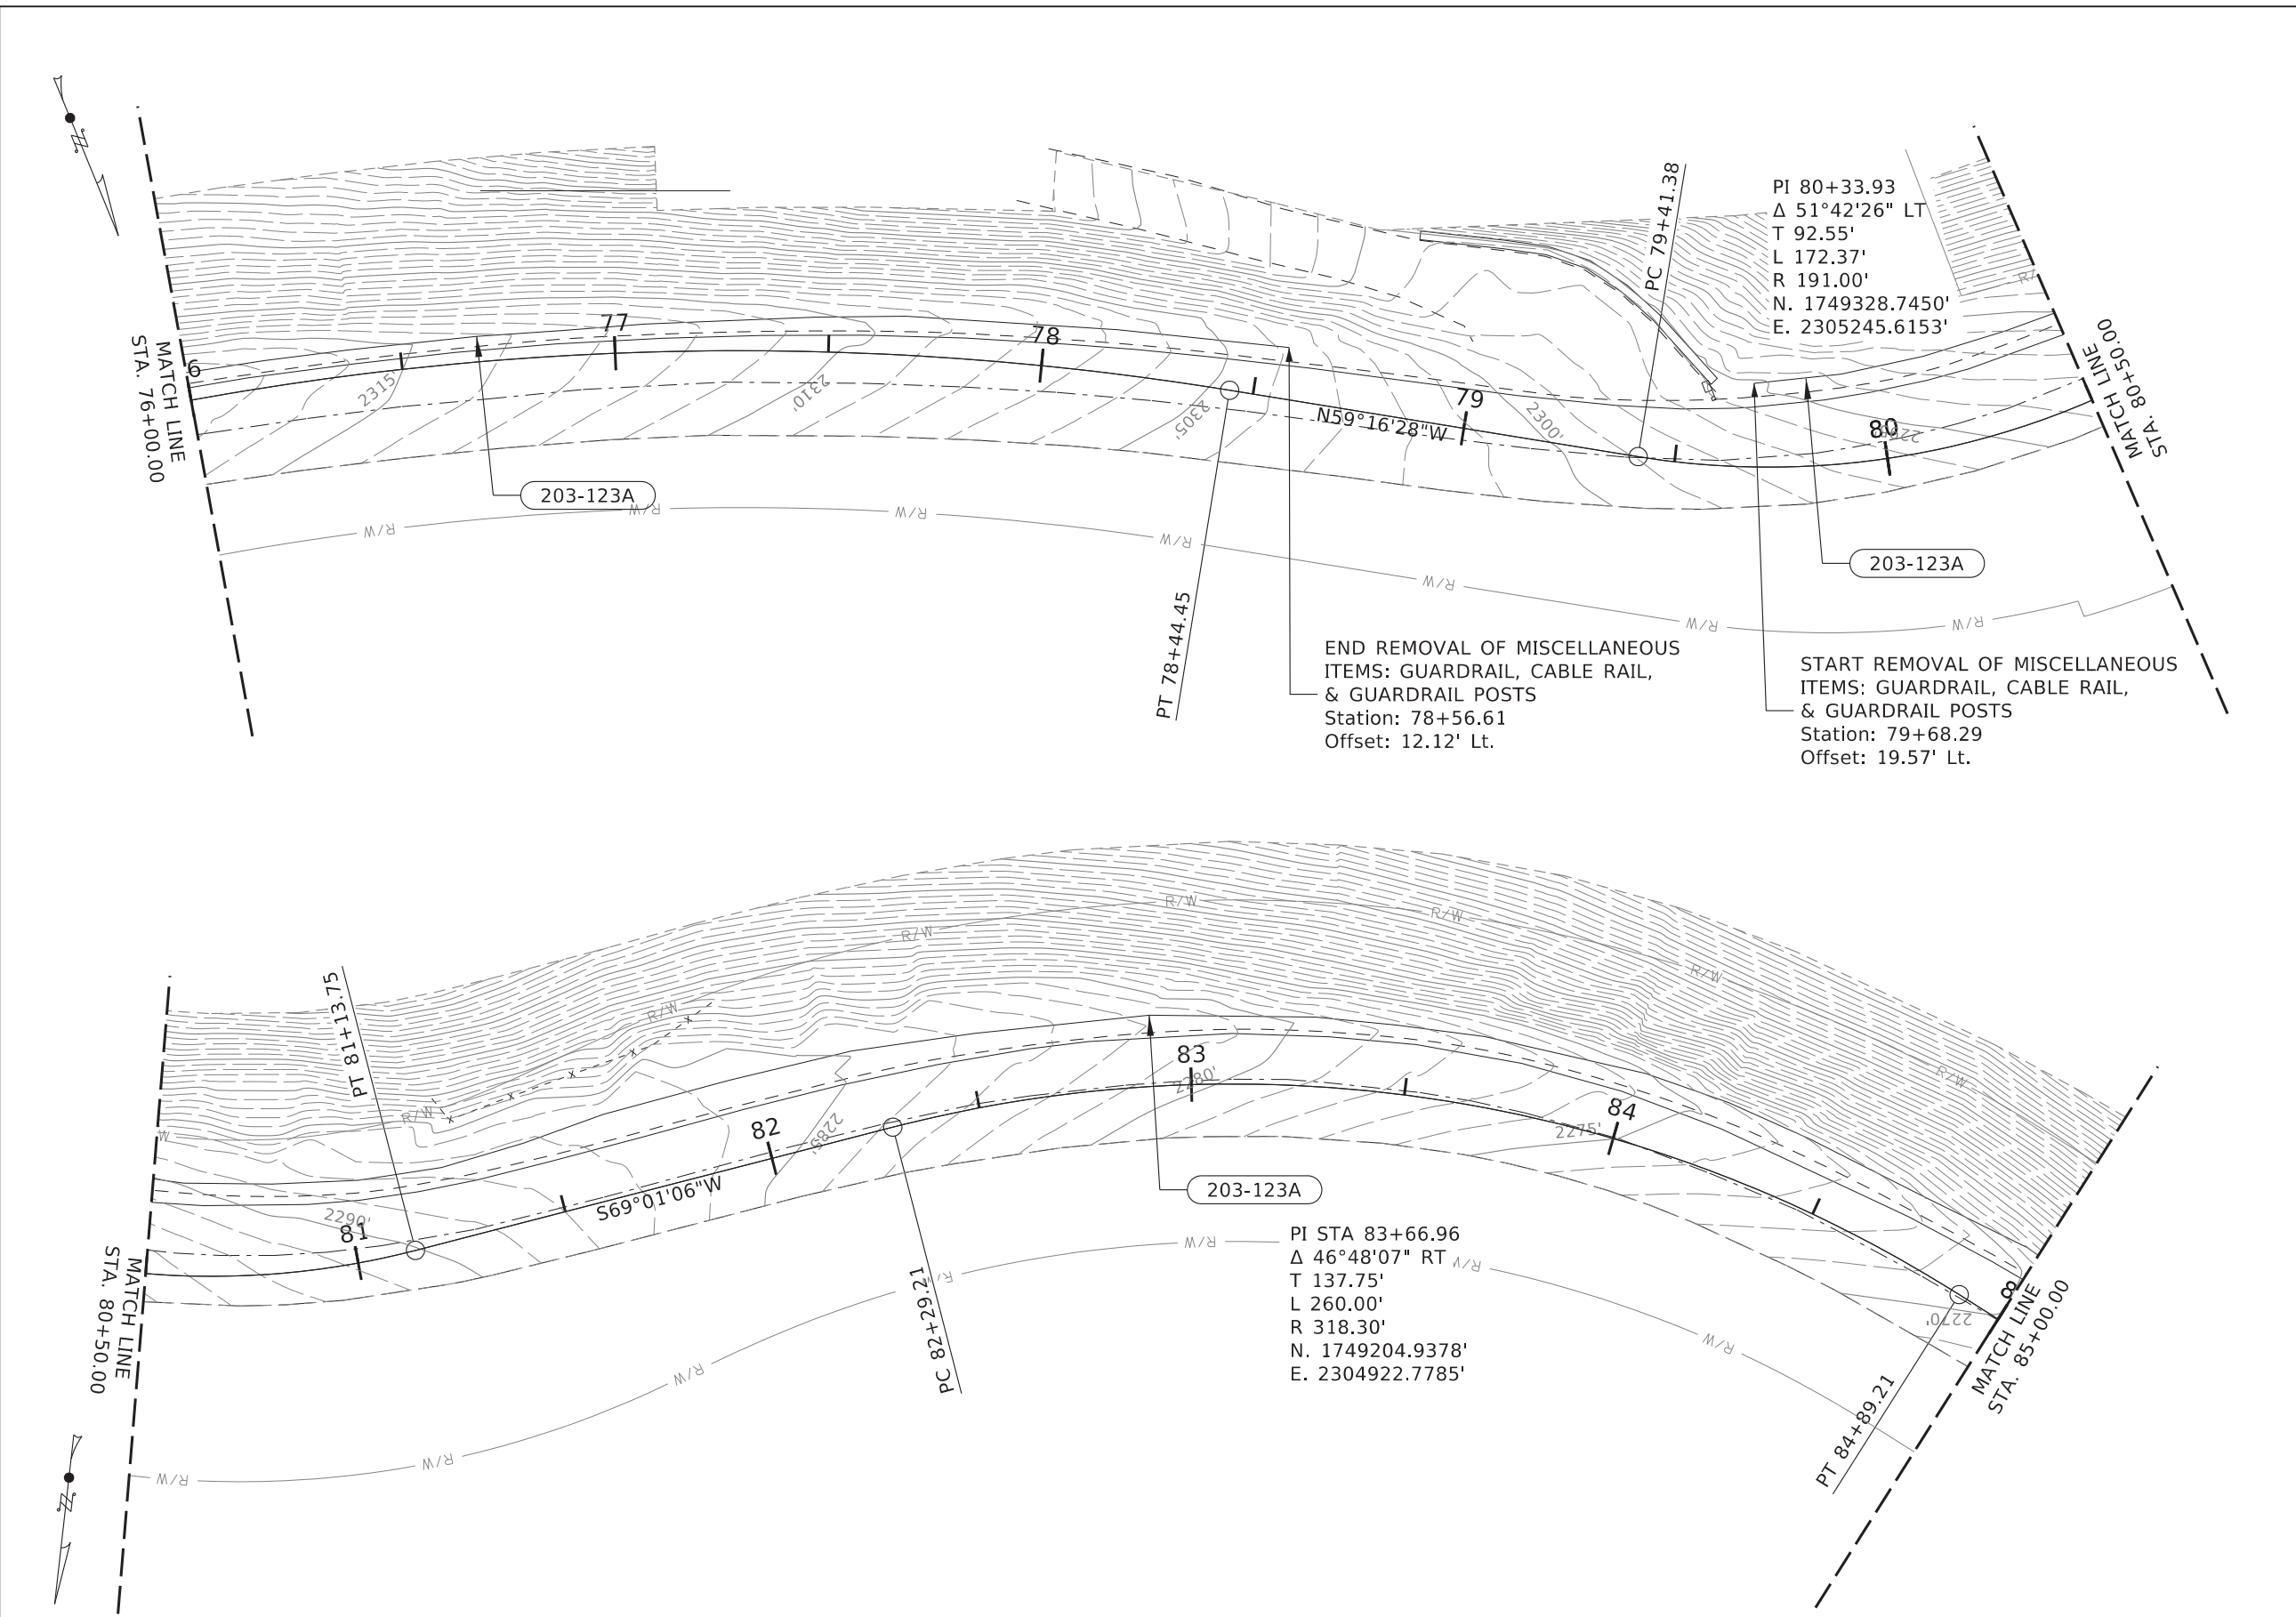 MATCH LINE
STA. 76+00.00
6
77
78
79
80
2315'
2310'
2305'
2300'
N59°16'28"W
203-123A
PT 78+44.45
PC 79+41.38
PI 80+33.93
Δ 51°42'26" LT
T 92.55'
L 172.37'
R 191.00'
N. 1749328.7450'
E. 2305245.6153'
R/
R/W
R/W
R/W
R/W
R/W
R/W
R/W
203-123A
END REMOVAL OF MISCELLANEOUS
ITEMS: GUARDRAIL, CABLE RAIL,
& GUARDRAIL POSTS
Station: 78+56.61
Offset: 12.12' Lt.
START REMOVAL OF MISCELLANEOUS
ITEMS: GUARDRAIL, CABLE RAIL,
& GUARDRAIL POSTS
Station: 79+68.29
Offset: 19.57' Lt.
MATCH LINE
STA. 80+50.00
MATCH LINE
STA. 80+50.00
PT 81+13.75
81
82
83
84
8
2290'
2285'
2280'
2275'
2270'
S69°01'06"W
PC 82+29.21
203-123A
W
R/W
R/W
R/W
R/W
R/W
R/W
R/W
PI STA 83+66.96
Δ 46°48'07" RT
T 137.75'
L 260.00'
R 318.30'
N. 1749204.9378'
E. 2304922.7785'
R/W
R/W
R/W
R/W
R/W
PT 84+89.21
MATCH LINE
STA. 85+00.00